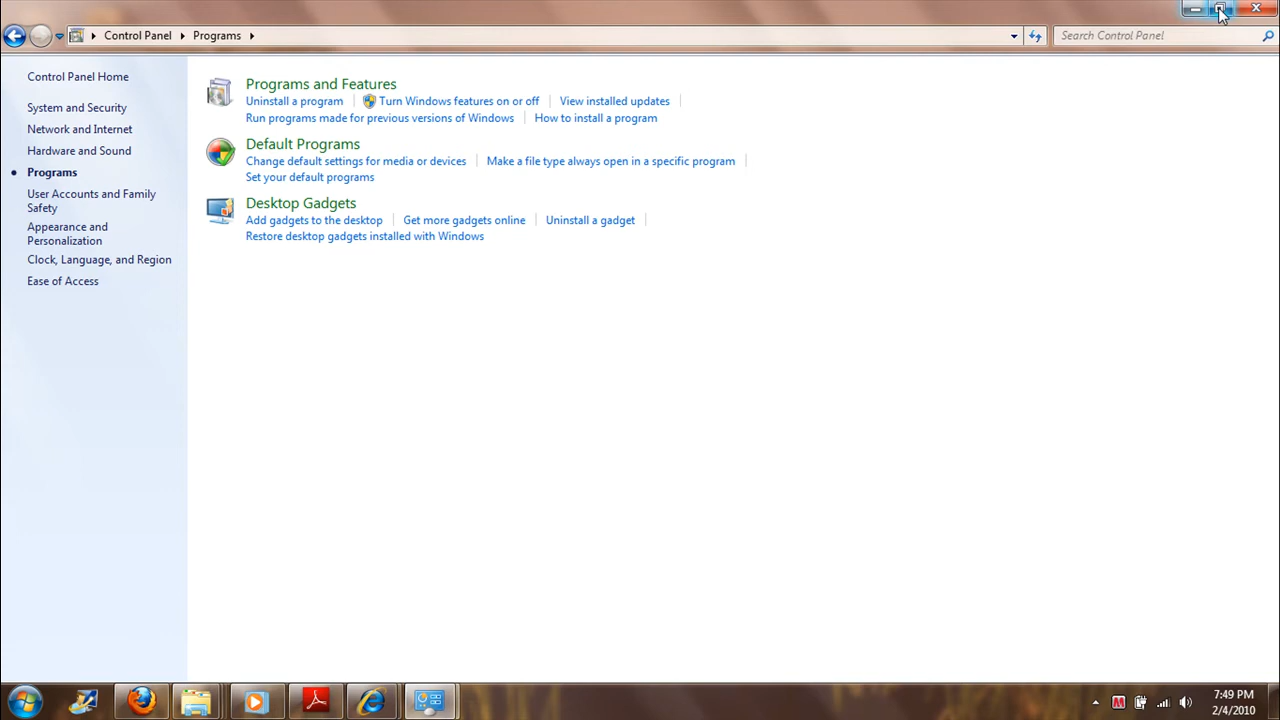 Control Panel Programs
Search Control Panel
Control Panel Home
System and Security
Network and Internet
Hardware and Sound
Programs
User Accounts and Family
Safety
Appearance and
Personalization
Clock, Language, and Region
Ease of Access
Programs and Features
Uninstall a program Turn Windows features on or off View installed updates
Run programs made for previous versions of Windows How to install a program
Default Programs
Change default settings for media or devices Make a file type always open in a specific program
Set your default programs
Desktop Gadgets
Add gadgets to the desktop Get more gadgets online Uninstall a gadget
Restore desktop gadgets installed with Windows
7:49 PM
2/4/2010